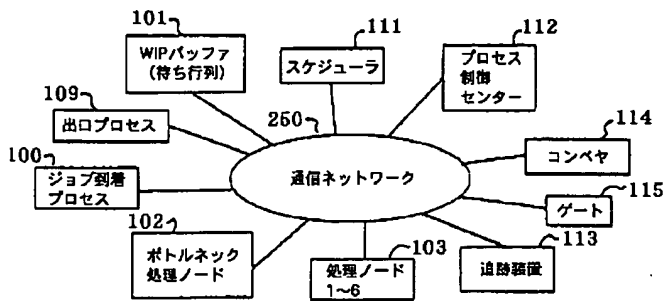 101
WIPバッファ
(待ち行列)
111
スケジューラ
112
プロセス
制御
センター
109
出口プロセス
250
114
コンベヤ
100
ジョブ到着
プロセス
通信ネットワーク
115
ゲート
102
ボトルネック
処理ノード
103
処理ノード
1〜6
113
追跡装置